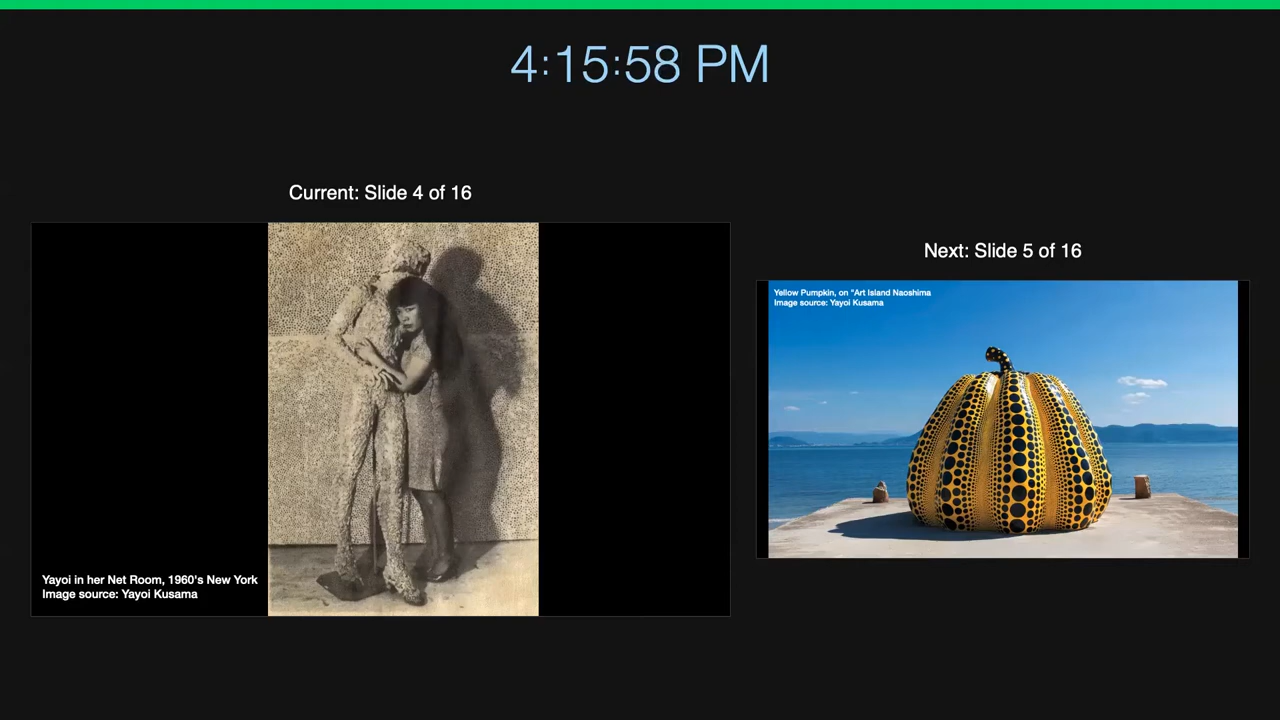 4:15:58 PM
Current: Slide 4 of 16
Yayoi in her Net Room, 1960's New York
Image source: Yayoi Kusama
Next: Slide 5 of 16
Yellow Pumpkin, on "Art Island Naoshima
Image source: Yayoi Kusama